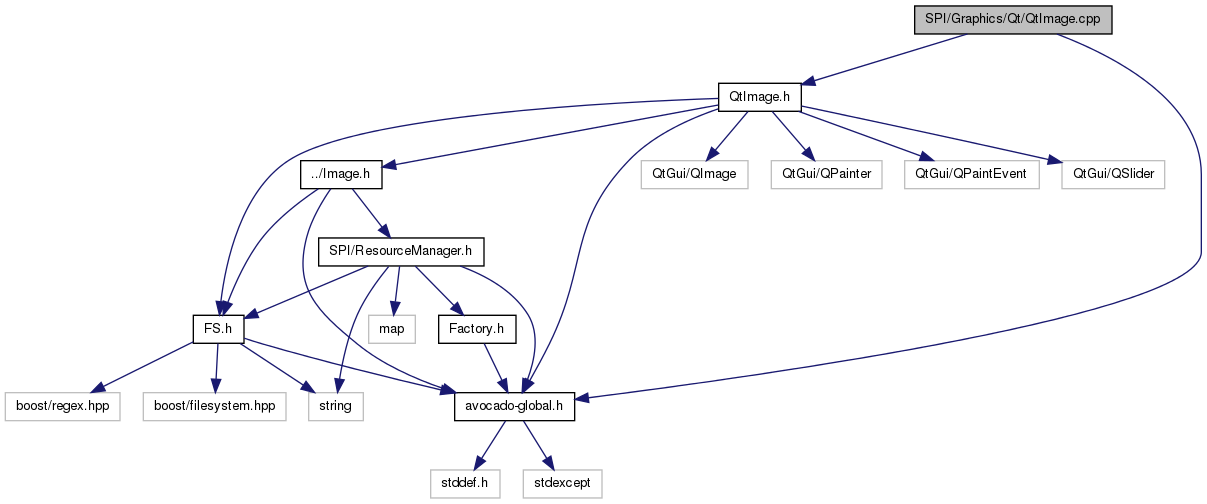 SPI/Graphics/Qt/QtImage.cpp
QtImage.h
../Image.h
QtGui/QImage
QtGui/QPainter
QtGui/QPaintEvent
QtGui/QSlider
SPI/ResourceManager.h
FS.h
map
Factory.h
boost/regex.hpp
boost/filesystem.hpp
string
avocado-global.h
stddef.h
stdexcept